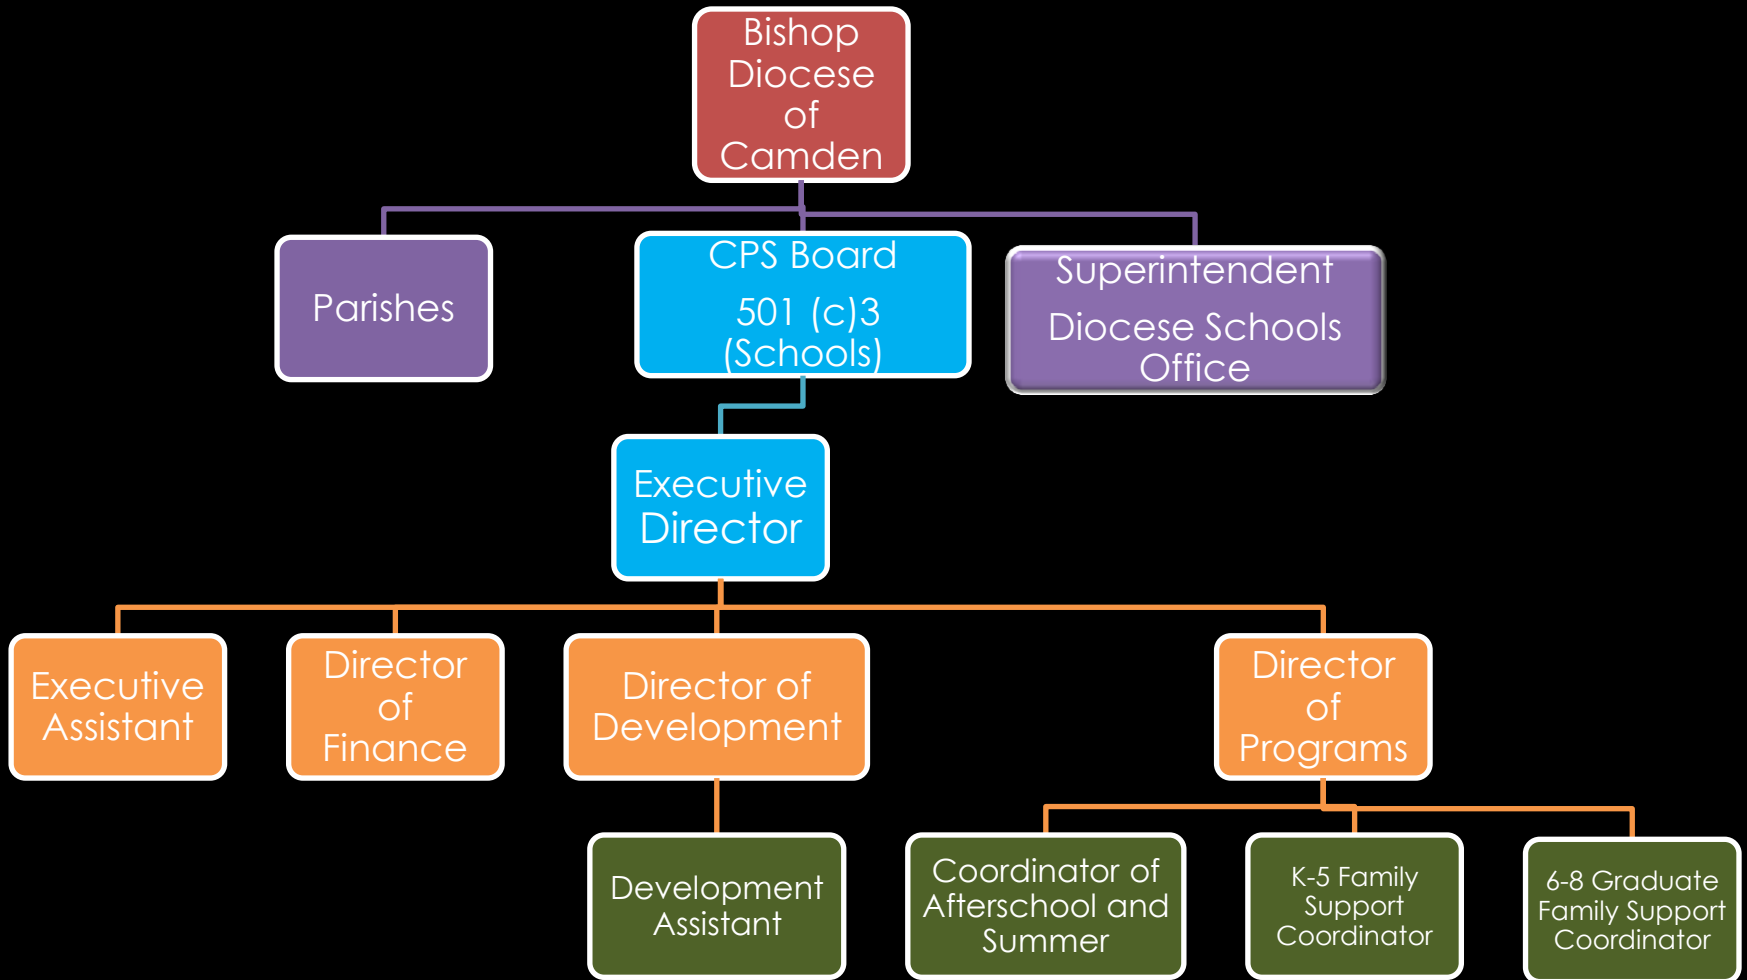 Bishop
Diocese
of
Camden
Parishes
CPS Board
501 (c)3
(Schools)
Superintendent
Diocese Schools
Office
Executive
Director
Executive
Assistant
Director
of
Finance
Director of
Development
Director
of
Programs
Development
Assistant
Coordinator of
Afterschool and
Summer
K-5 Family
Support
Coordinator
6-8 Graduate
Family Support
Coordinator